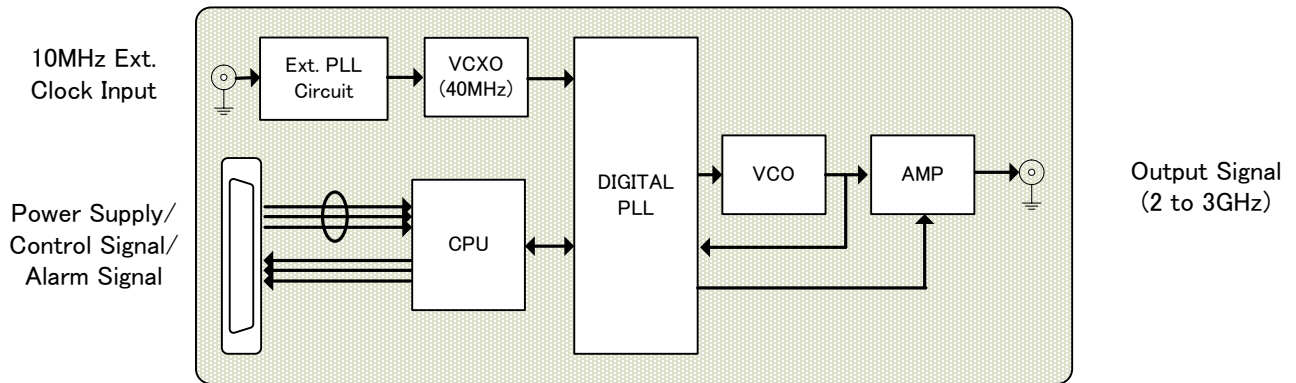 10MHz Ext.
Clock Input
Ext. PLL
Circuit
VCXO
(40MHz)
Power Supply/
Control Signal/
Alarm Signal
CPU
DIGITAL
PLL
VCO
AMP
Output Signal
(2 to 3GHz)